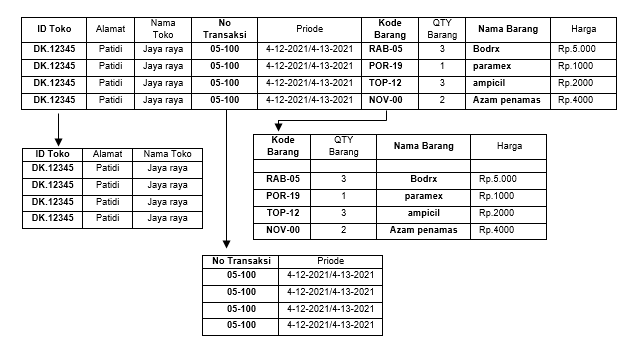 ID Toko Alamat Nama Toko No Transaksi Priode Kode Barang QTY Barang Nama Barang Harga
DK.12345 Patidi Jaya raya 05-100 4-12-2021/4-13-2021 RAB-05 3 Bodrx Rp.5.000
DK.12345 Patidi Jaya raya 05-100 4-12-2021/4-13-2021 POR-19 1 paramex Rp.1000
DK.12345 Patidi Jaya raya 05-100 4-12-2021/4-13-2021 TOP-12 3 ampicil Rp.2000
DK.12345 Patidi Jaya raya 05-100 4-12-2021/4-13-2021 NOV-00 2 Azam penamas Rp.4000
ID Toko Alamat Nama Toko
DK.12345 Patidi Jaya raya
DK.12345 Patidi Jaya raya
DK.12345 Patidi Jaya raya
DK.12345 Patidi Jaya raya
Kode Barang QTY Barang Nama Barang Harga
RAB-05 3 Bodrx Rp.5.000
POR-19 1 paramex Rp.1000
TOP-12 3 ampicil Rp.2000
NOV-00 2 Azam penamas Rp.4000
No Transaksi Priode
05-100 4-12-2021/4-13-2021
05-100 4-12-2021/4-13-2021
05-100 4-12-2021/4-13-2021
05-100 4-12-2021/4-13-2021